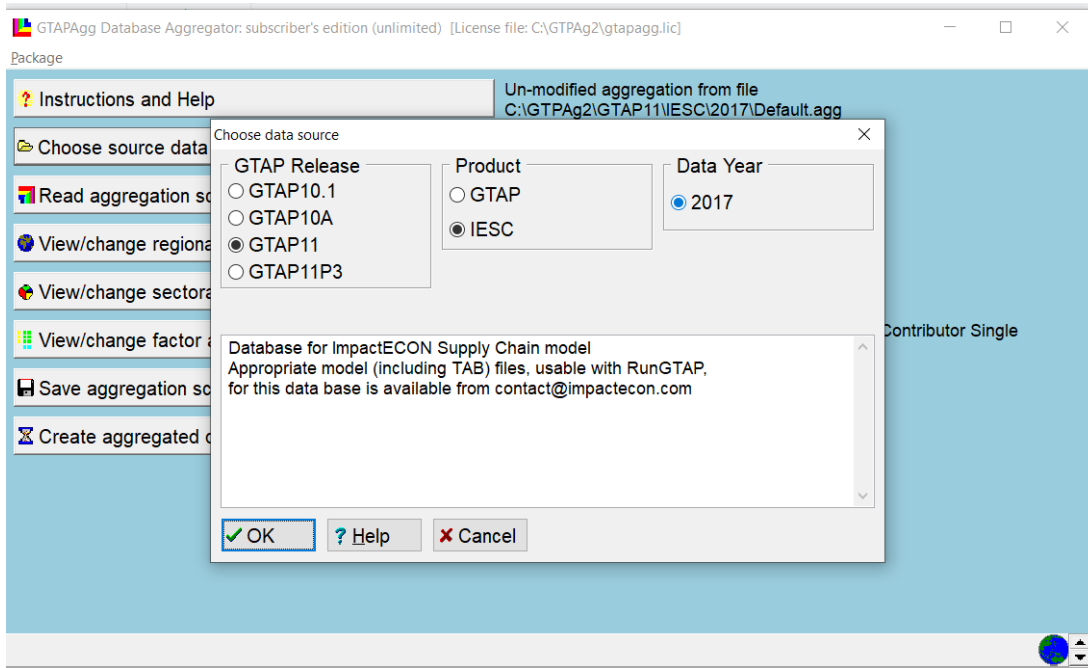 GTAPAgg Database Aggregator: subscriber's edition (unlimited) [License file: C:\GTPAg2\gtapagg.lic]
Package
? Instructions and Help
Un-modified aggregation from file
C:\GTPAg2\GTAP11\IESC\2017\Default.agg
Choose source data
Read aggregation sc
View/change regiona
View/change sectora
View/change factor a
Save aggregation sc
Create aggregated d
Contributor Single
Choose data source
GTAP Release
GTAP10.1
GTAP10A
GTAP11
GTAP11P3
Product
GTAP
IESC
Data Year
2017
Database for ImpactECON Supply Chain model
Appropriate model (including TAB) files, usable with RunGTAP,
for this data base is available from contact@impactecon.com
OK
? Help
Cancel